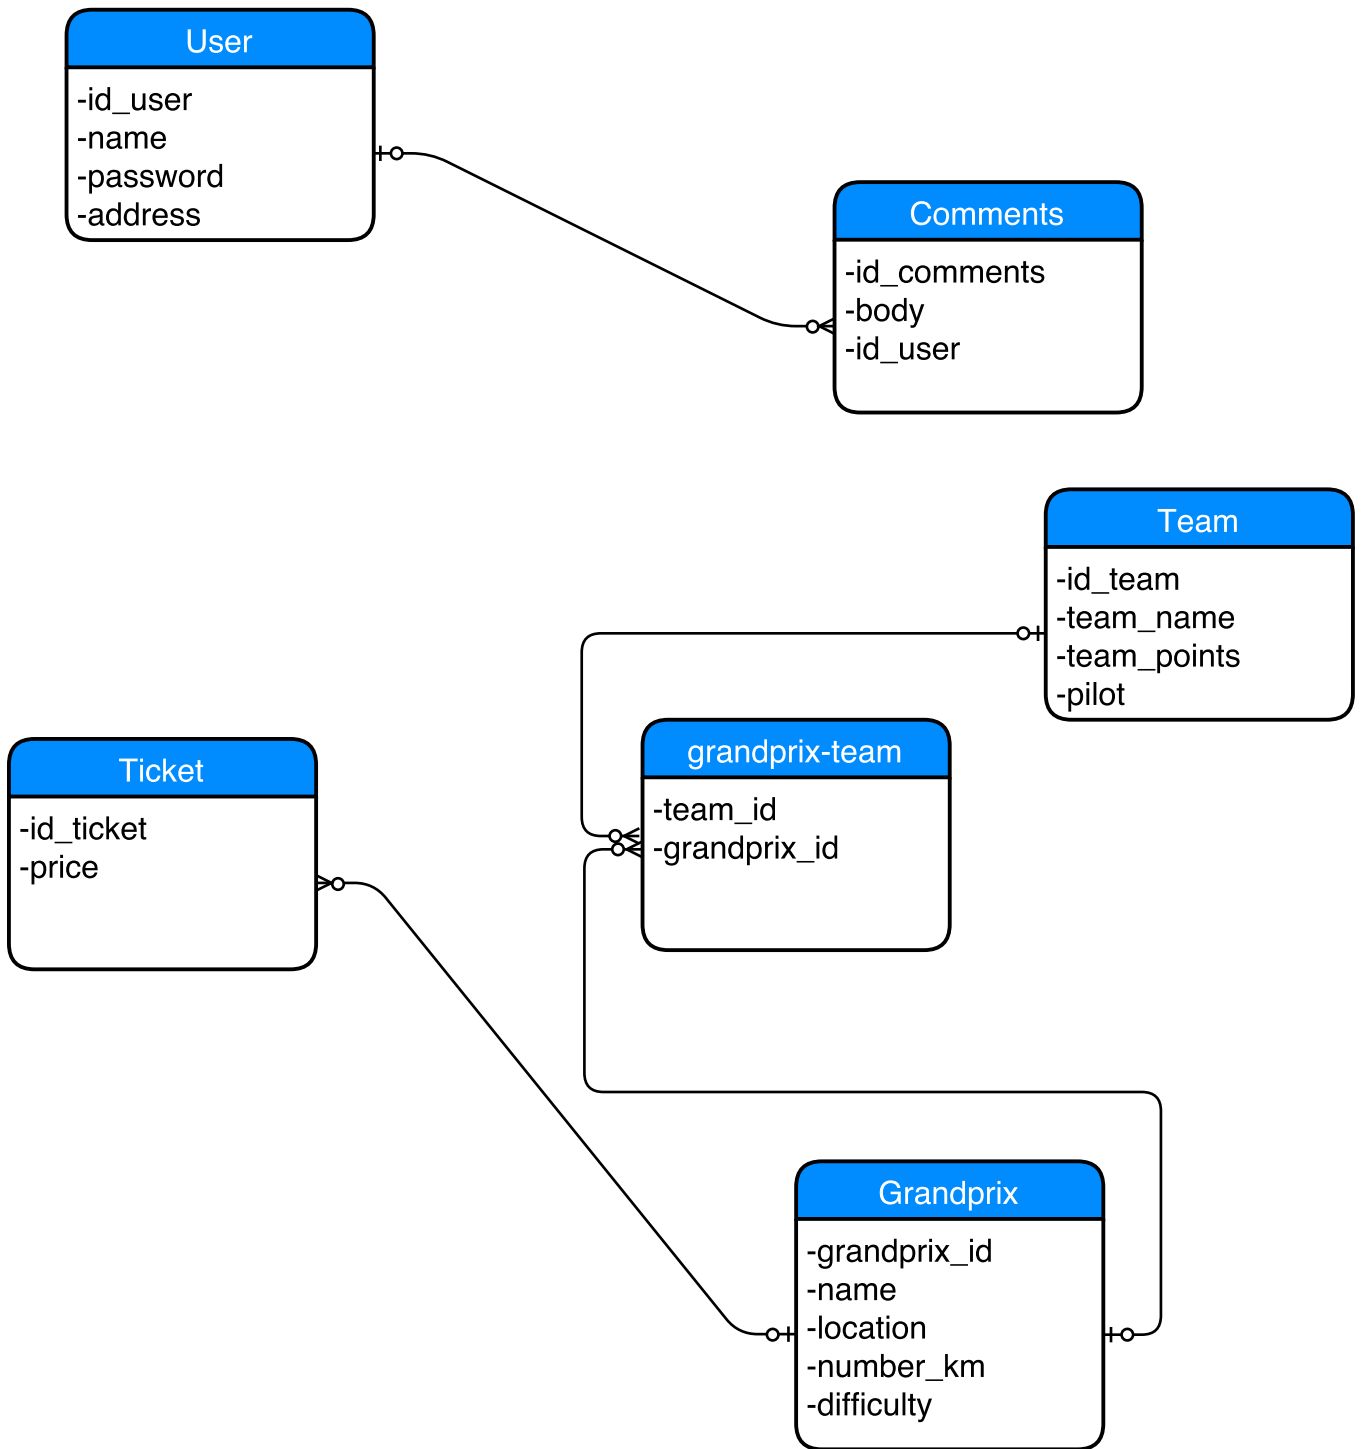 User
-id_user
-name
-password
-address
Comments
-id_comments
-body
-id_user
Team
-id_team
-team_name
-team_points
-pilot
grandprix-team
-team_id
-grandprix_id
Ticket
-id_ticket
-price
Grandprix
-grandprix_id
-name
-location
-number_km
-difficulty